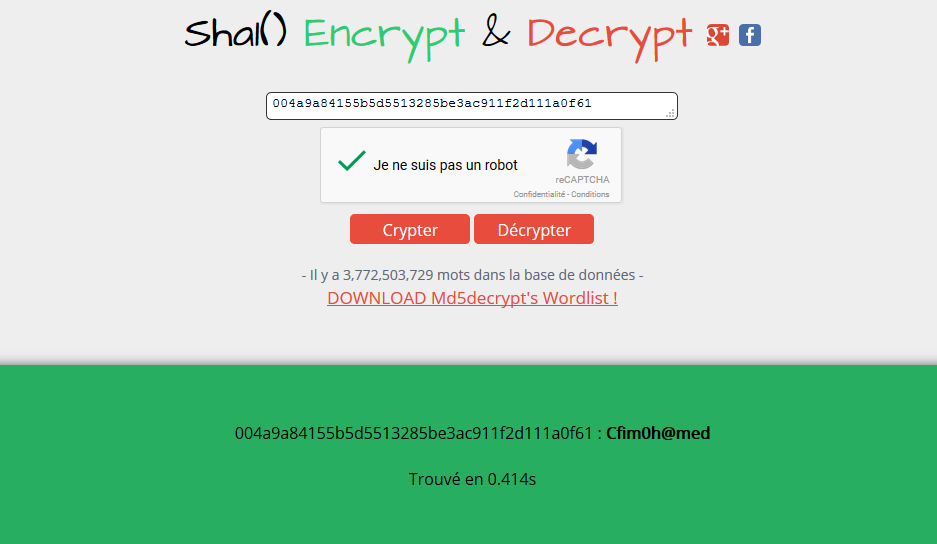 Sha1() Encrypt & Decrypt g+ f
004a9a84155b5d5513285be3ac911f2d111a0f61
Je ne suis pas un robot
reCAPTCHA
Confidentialité - Conditions
Crypter Décrypter
- Il y a 3,772,503,729 mots dans la base de données -
DOWNLOAD Md5decrypt's Wordlist !
004a9a84155b5d5513285be3ac911f2d111a0f61 : Cfim0h@med
Trouvé en 0.414s